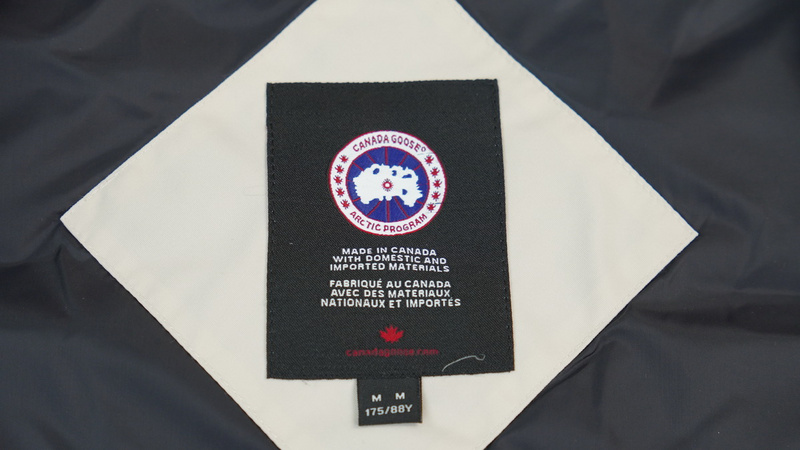 CANADA GOOSE®
ARCTIC PROGRAM
MADE IN CANADA
WITH DOMESTIC AND
IMPORTED MATERIALS
FABRIQUÉ AU CANADA
AVEC DES MATERIAUX
NATIONAUX ET IMPORTÉS
canadagoose.com
M M
175/88Y